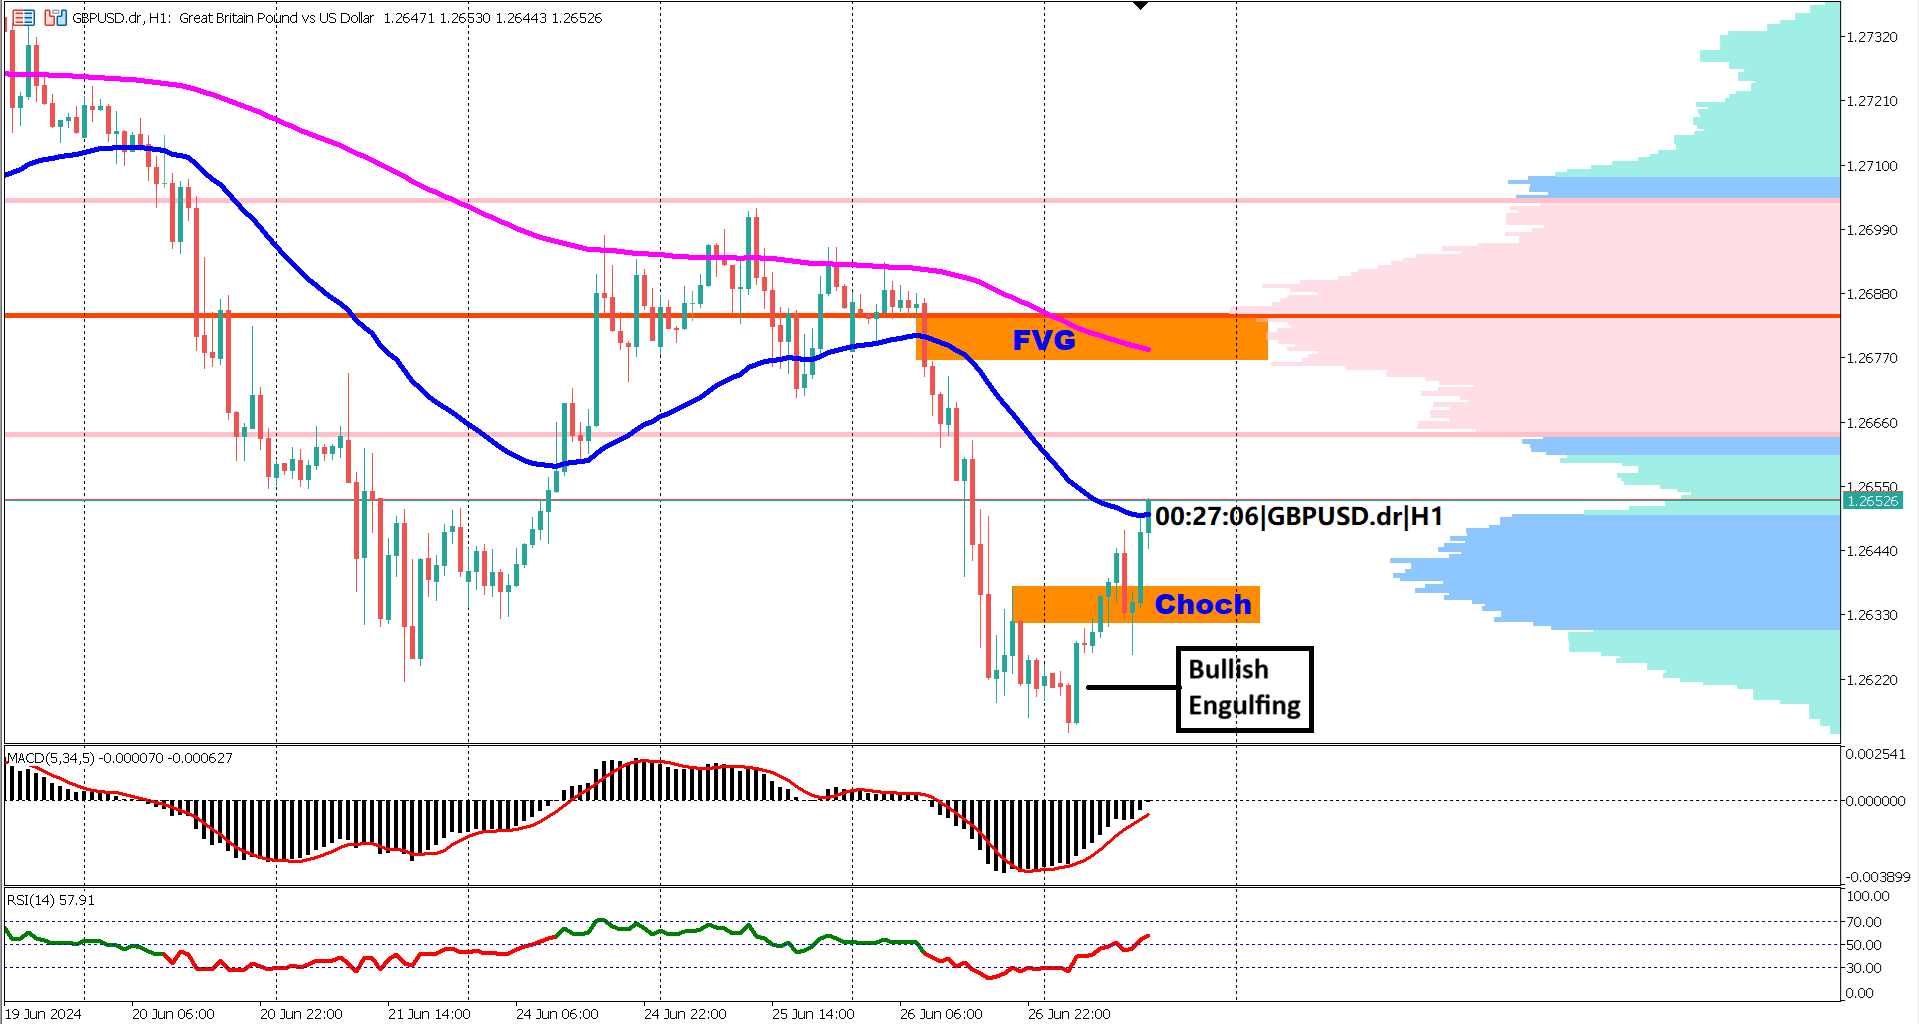 GBPUSD.dr, H1: Great Britain Pound vs US Dollar 1.26471 1.26530 1.26443 1.26526
1.27320
1.27210
1.27100
1.26990
1.26880
FVG
1.26770
1.26660
1.26550
1.26526
00:27:06|GBPUSD.dr|H1
1.26440
Choch
1.26330
Bullish
Engulfing
1.26220
MACD(5,34,5) -0.000070 -0.000627
0.002541
0.000000
-0.003899
RSI(14) 57.91
100.00
70.00
50.00
30.00
0.00
19 Jun 2024 20 Jun 06:00 20 Jun 22:00 21 Jun 14:00 24 Jun 06:00 24 Jun 22:00 25 Jun 14:00 26 Jun 06:00 26 Jun 22:00